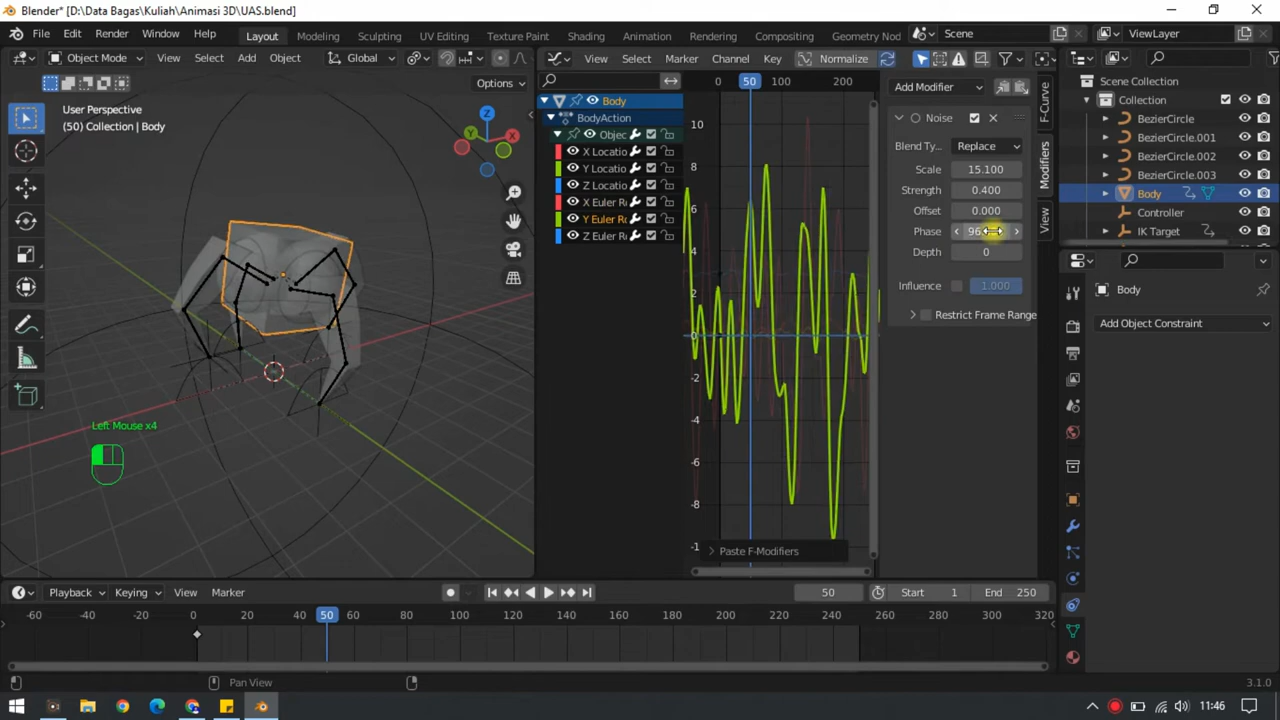 Blender* [D:\Data Bagas\Kuliah\Animasi 3D\UAS.blend]
File Edit Render Window Help Layout Modeling Sculpting UV Editing Texture Paint Shading Animation Rendering Compositing Geometry Nod Scene ViewLayer
Object Mode View Select Add Object Global View Select Marker Channel Key Normalize
Options
0 50 100 200
User Perspective
(50) Collection | Body
Z
Y
X
Body
BodyAction
Objec
X Locatio
Y Locatio
Z Locatio
X Euler Ro
Y Euler Ro
Z Euler Ro
10
8
6
4
2
0
-2
-4
-6
-8
-1
Paste F-Modifiers
Add Modifier
Noise
Blend Ty... Replace
Scale 15.100
Strength 0.400
Offset 0.000
Phase
Depth 0
Influence 1.000
Restrict Frame Range
F-Curve
Modifiers
View
Scene Collection
Collection
BezierCircle
BezierCircle.001
BezierCircle.002
BezierCircle.003
Body
Controller
IK Target
Body
Add Object Constraint
Left Mouse x4
Playback Keying View Marker 50 Start 1 End 250
-60 -40 -20 0 20 40 50 60 80 100 120 140 160 180 200 220 240 260 280 300 320
Pan View 3.1.0
11:46